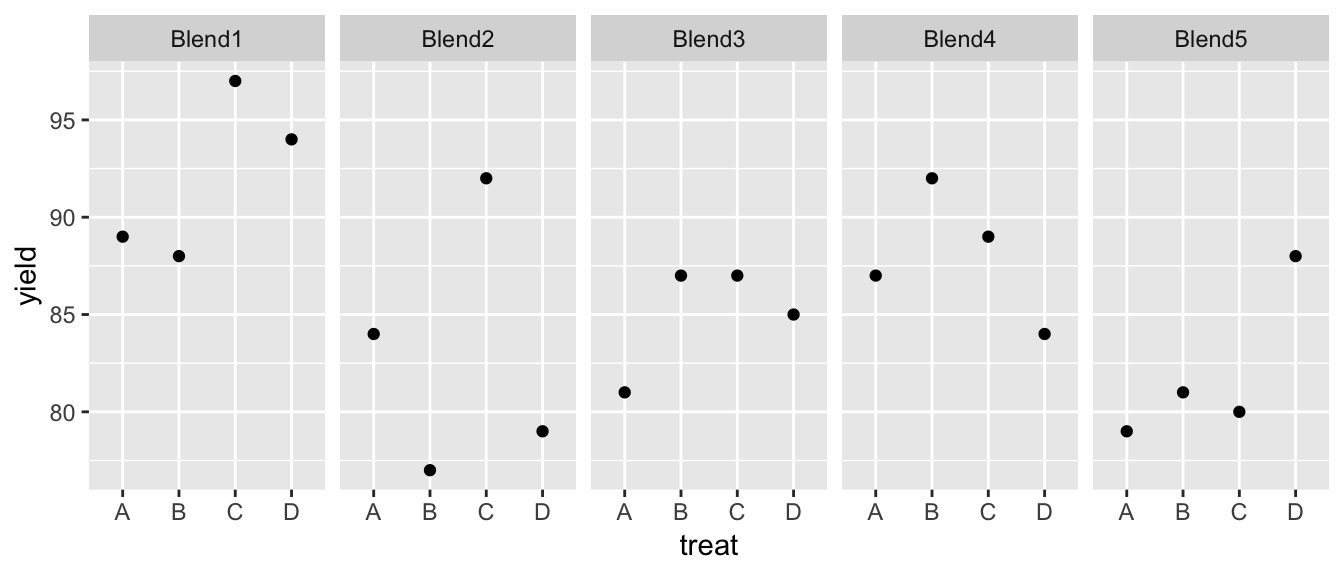 Blend1 Blend2 Blend3 Blend4 Blend5
95
90
85
80
yield
A B C D A B C D A B C D A B C D A B C D
treat